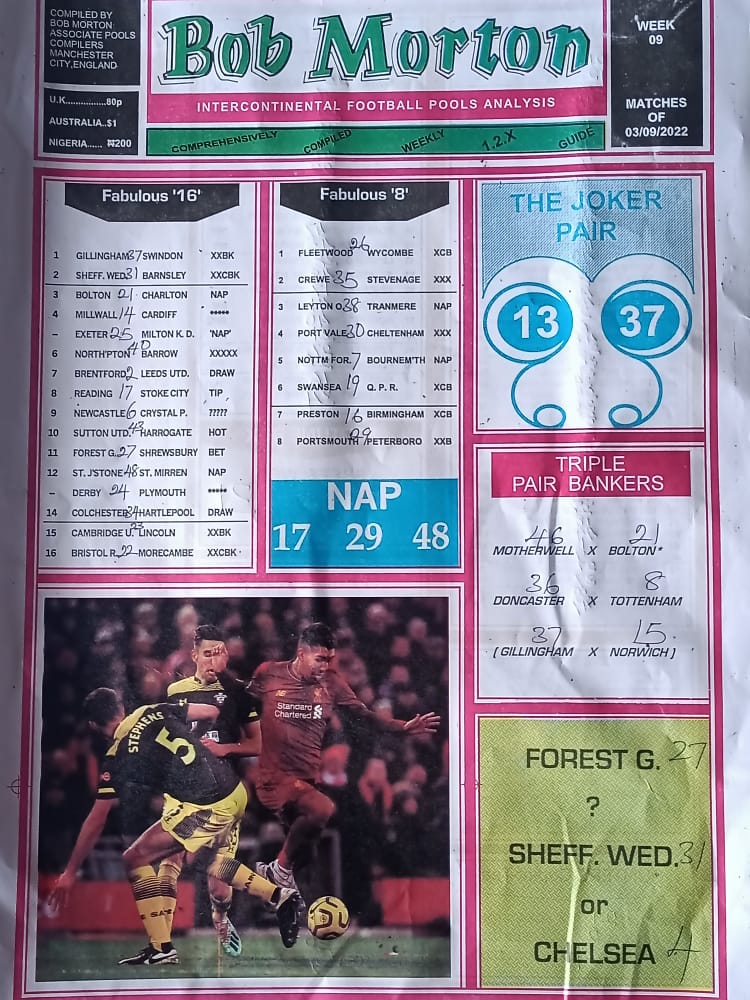 COMPILED BY
BOB MORTON
ASSOCIATE POOLS
COMPILERS
MANCHESTER
CITY, ENGLAND
U.K................80p
AUSTRALIA..$1
NIGERIA...... ₦200
Bob Morton
INTERCONTINENTAL FOOTBALL POOLS ANALYSIS
COMPREHENSIVELY COMPILED WEEKLY 1.2.X GUIDE
WEEK
09
MATCHES
OF
03/09/2022
Fabulous '16'
1 GILLINGHAM 37 SWINDON XXBK
2 SHEFF. WED. 31 BARNSLEY XXCBK
3 BOLTON 21 CHARLTON NAP
4 MILLWALL 14 CARDIFF *****
– EXETER 25 MILTON K. D. 'NAP'
6 NORTH'PTON 40 BARROW XXXXX
7 BRENTFORD 2 LEEDS UTD. DRAW
8 READING 17 STOKE CITY TIP
9 NEWCASTLE 6 CRYSTAL P. ?????
10 SUTTON UTD. 43 HARROGATE HOT
11 FOREST G. 27 SHREWSBURY BET
12 ST. J'STONE 48 ST. MIRREN NAP
– DERBY 24 PLYMOUTH *****
14 COLCHESTER 34 HARTLEPOOL DRAW
15 CAMBRIDGE U. 23 LINCOLN XXBK
16 BRISTOL R. 22 MORECAMBE XXCBK
Fabulous '8'
1 FLEETWOOD 26 WYCOMBE XCB
2 CREWE 35 STEVENAGE XXX
3 LEYTON O 38 TRANMERE NAP
4 PORT VALE 30 CHELTENHAM XXX
5 NOTTM FOR. 7 BOURNEM'TH NAP
6 SWANSEA 19 Q. P. R. XCB
7 PRESTON 16 BIRMINGHAM XCB
8 PORTSMOUTH 29 PETERBORO XXB
NAP
17 29 48
THE JOKER
PAIR
13 37
TRIPLE
PAIR BANKERS
46 21
MOTHERWELL X BOLTON*
36 8
DONCASTER X TOTTENHAM
37 15
[ GILLINGHAM X NORWICH ]
STEPHENS
5
Standard
Chartered
FOREST G. 27
?
SHEFF. WED. 31
or
CHELSEA 4